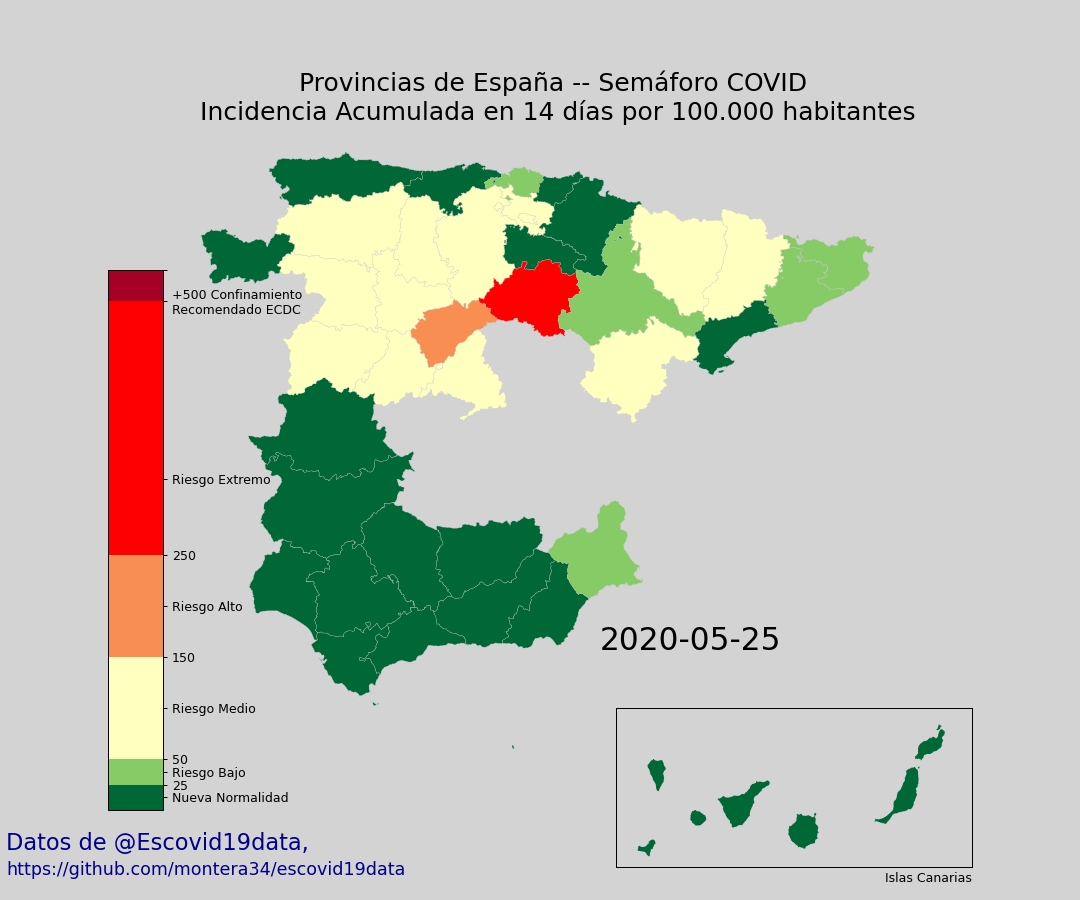 Provincias de España -- Semáforo COVID
Incidencia Acumulada en 14 días por 100.000 habitantes
+500 Confinamiento
Recomendado ECDC
Riesgo Extremo
250
Riesgo Alto
150
Riesgo Medio
50
Riesgo Bajo
25
Nueva Normalidad
2020-05-25
Islas Canarias
Datos de @Escovid19data,
https://github.com/montera34/escovid19data